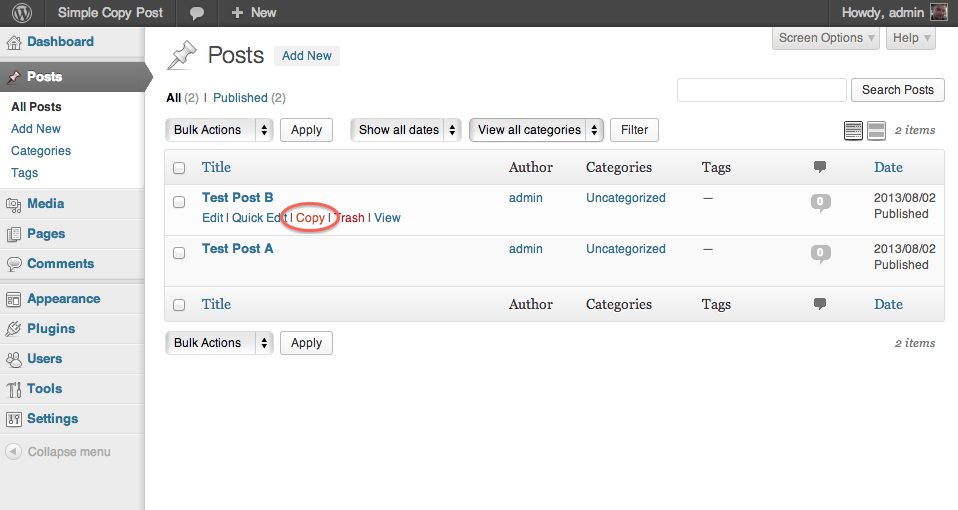 Simple Copy Post + New Howdy, admin
Screen Options Help
Dashboard
Posts
All Posts
Add New
Categories
Tags
Media
Pages
Comments
Appearance
Plugins
Users
Tools
Settings
Collapse menu
Posts Add New
All (2) | Published (2)
Search Posts
Bulk Actions Apply Show all dates View all categories Filter 2 items
Title Author Categories Tags Date
Test Post B admin Uncategorized — 0 2013/08/02
Edit | Quick Edit | Copy | Trash | View Published
Test Post A admin Uncategorized — 0 2013/08/02
Published
Title Author Categories Tags Date
Bulk Actions Apply 2 items